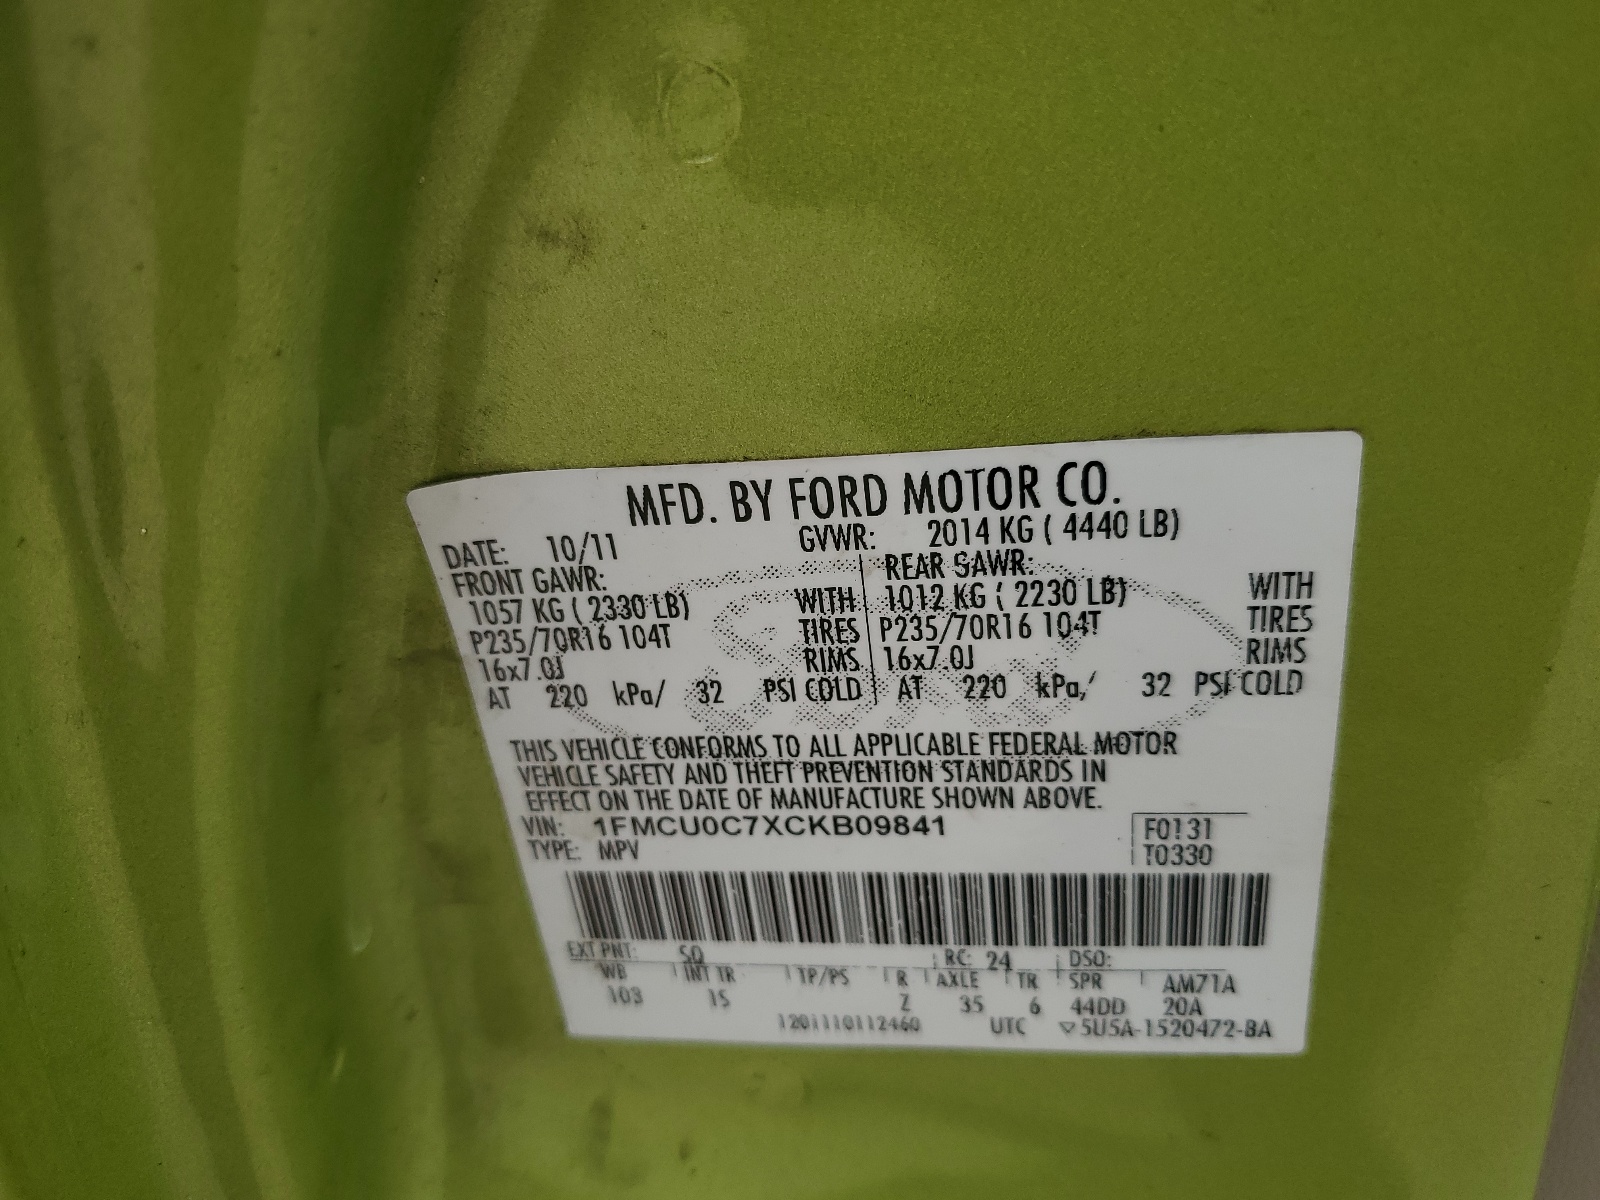 MFD. BY FORD MOTOR CO.
DATE: 10/11 GVWR: 2014 KG ( 4440 LB)
FRONT GAWR: REAR GAWR:
1057 KG ( 2330 LB) WITH 1012 KG ( 2230 LB) WITH
P235/70R16 104T TIRES P235/70R16 104T TIRES
16x7.0J RIMS 16x7.0J RIMS
AT 220 kPa/ 32 PSI COLD AT 220 kPa/ 32 PSI COLD
THIS VEHICLE CONFORMS TO ALL APPLICABLE FEDERAL MOTOR
VEHICLE SAFETY AND THEFT PREVENTION STANDARDS IN
EFFECT ON THE DATE OF MANUFACTURE SHOWN ABOVE.
VIN: 1FMCU0C7XCKB09841 F0131
TYPE: MPV T0330
EXT PNT: SQ RC: 24 DSO:
WB INT TR TP/PS R AXLE TR SPR AM71A
103 IS Z 35 6 44DD 20A
1201110112460 UTC ▽5U5A-1520472-BA